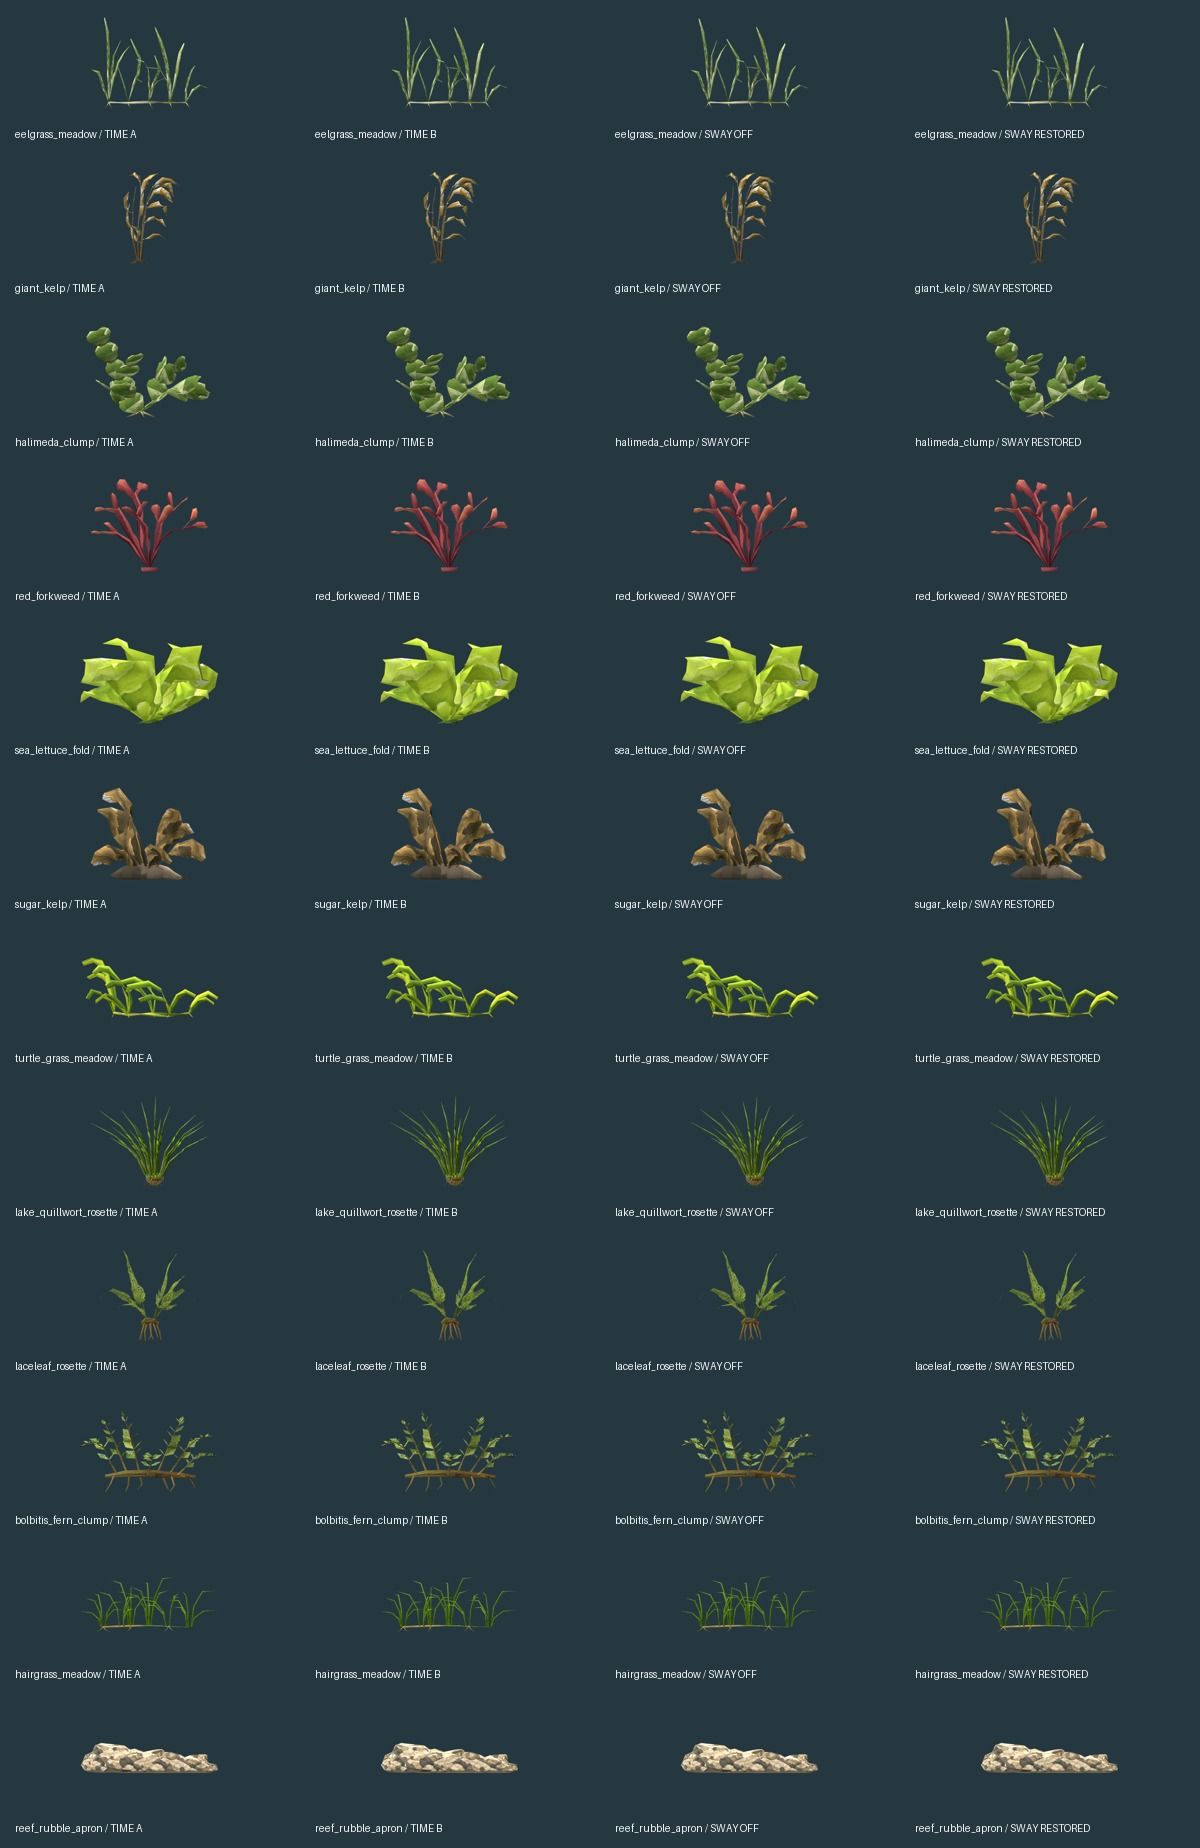 eelgrass_meadow / TIME A
eelgrass_meadow / TIME B
eelgrass_meadow / SWAY OFF
eelgrass_meadow / SWAY RESTORED
giant_kelp / TIME A
giant_kelp / TIME B
giant_kelp / SWAY OFF
giant_kelp / SWAY RESTORED
halimeda_clump / TIME A
halimeda_clump / TIME B
halimeda_clump / SWAY OFF
halimeda_clump / SWAY RESTORED
red_forkweed / TIME A
red_forkweed / TIME B
red_forkweed / SWAY OFF
red_forkweed / SWAY RESTORED
sea_lettuce_fold / TIME A
sea_lettuce_fold / TIME B
sea_lettuce_fold / SWAY OFF
sea_lettuce_fold / SWAY RESTORED
sugar_kelp / TIME A
sugar_kelp / TIME B
sugar_kelp / SWAY OFF
sugar_kelp / SWAY RESTORED
turtle_grass_meadow / TIME A
turtle_grass_meadow / TIME B
turtle_grass_meadow / SWAY OFF
turtle_grass_meadow / SWAY RESTORED
lake_quillwort_rosette / TIME A
lake_quillwort_rosette / TIME B
lake_quillwort_rosette / SWAY OFF
lake_quillwort_rosette / SWAY RESTORED
laceleaf_rosette / TIME A
laceleaf_rosette / TIME B
laceleaf_rosette / SWAY OFF
laceleaf_rosette / SWAY RESTORED
bolbitis_fern_clump / TIME A
bolbitis_fern_clump / TIME B
bolbitis_fern_clump / SWAY OFF
bolbitis_fern_clump / SWAY RESTORED
hairgrass_meadow / TIME A
hairgrass_meadow / TIME B
hairgrass_meadow / SWAY OFF
hairgrass_meadow / SWAY RESTORED
reef_rubble_apron / TIME A
reef_rubble_apron / TIME B
reef_rubble_apron / SWAY OFF
reef_rubble_apron / SWAY RESTORED